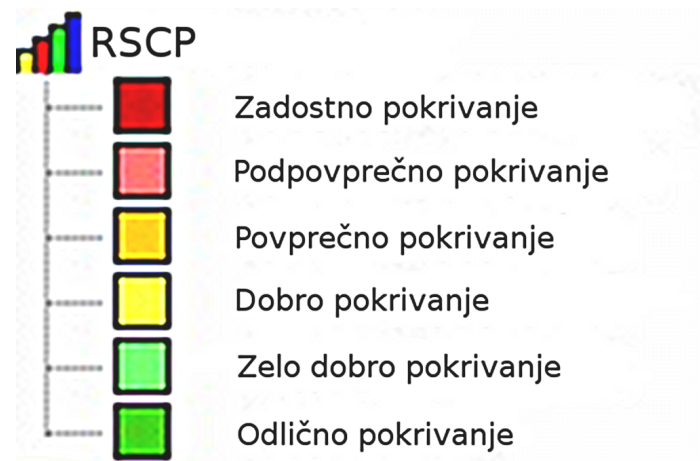 RSCP
Zadostno pokrivanje
Podpovprečno pokrivanje
Povprečno pokrivanje
Dobro pokrivanje
Zelo dobro pokrivanje
Odlično pokrivanje